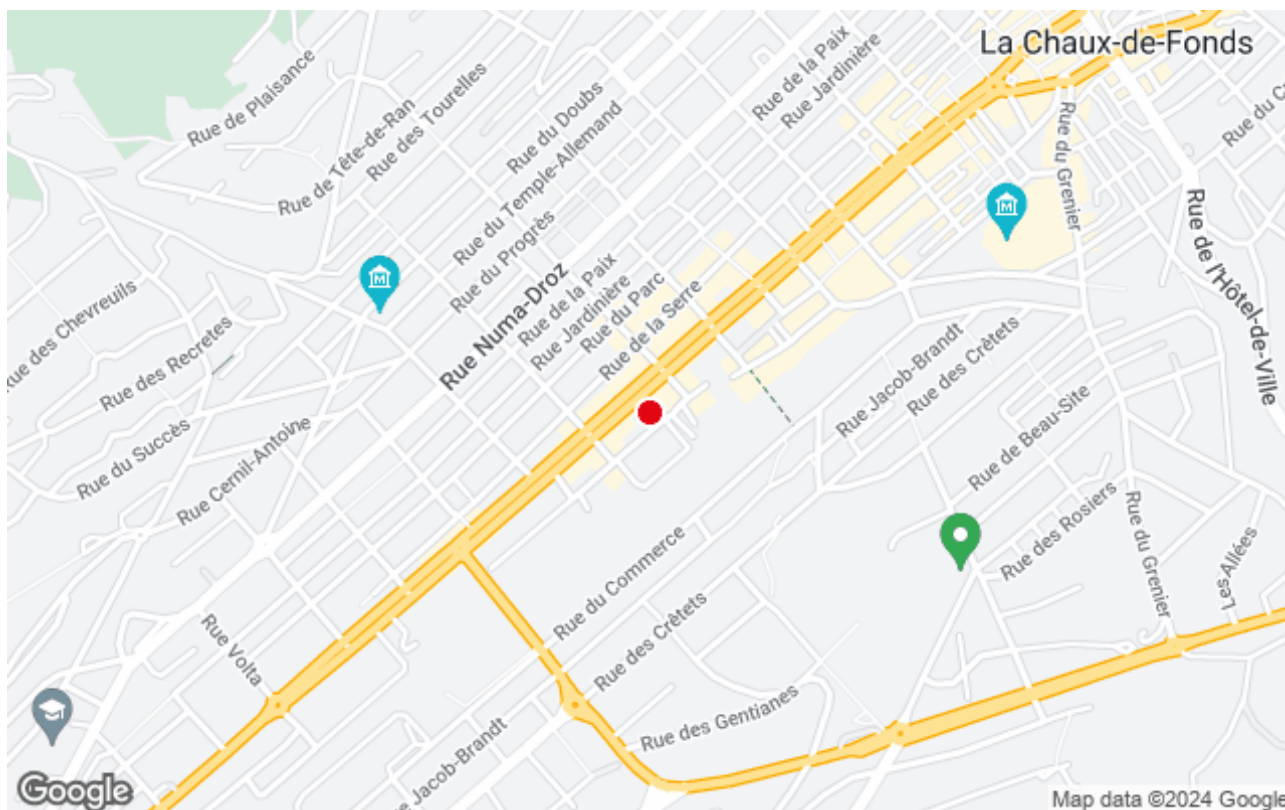 La Chaux-de-Fonds
Rue de la Paix
Rue Jardinière
Rue de Plaisance
Rue des Tourelles
Rue de Tête-de-Ran
Rue du Doubs
Rue du Temple-Allemand
Rue du Progrès
Rue du Grenier
Rue de l'Hôtel-de-Ville
Rue Numa-Droz
Rue de la Paix
Rue Jardinière
Rue du Parc
Rue de la Serre
Rue des Chevreuils
Rue des Recretes
Rue du Succès
Rue Cernil-Antoine
Rue Jacob-Brandt
Rue des Crêtets
Rue de Beau-Site
Rue des Rosiers
Rue du Grenier
Les Allées
Rue du Commerce
Rue des Crêtets
Rue Volta
Rue des Gentianes
Jacob-Brandt
M
M
Google
Map data ©2024 Google